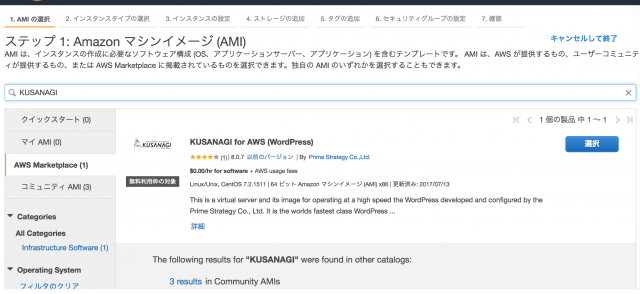 1. AMI の選択 2. インスタンスタイプの選択 3. インスタンスの設定 4. ストレージの追加 5. タグの追加 6. セキュリティグループの設定 7. 確認
ステップ 1: Amazon マシンイメージ (AMI)
キャンセルして終了
AMI は、インスタンスの作成に必要なソフトウェア構成 (OS、アプリケーションサーバー、アプリケーション) を含むテンプレートです。 AMI は、AWS が提供するもの、ユーザーコミュニテ
ィが提供するもの、または AWS Marketplace に掲載されているものを選択できます。独自の AMI のいずれかを選択することもできます。
KUSANAGI
クイックスタート (0)
マイ AMI (0)
AWS Marketplace (1)
コミュニティ AMI (3)
Categories
All Categories
Infrastructure Software (1)
Operating System
フィルタのクリア
1 個の製品 中 1 ～ 1
KUSANAGI
無料利用枠の対象
KUSANAGI for AWS (WordPress)
選択
(1) | 8.0.7 以前のバージョン | By Prime Strategy Co.,Ltd.
$0.00/hr for software + AWS usage fees
Linux/Unix, CentOS 7.2.1511 | 64 ビット Amazon マシンイメージ (AMI) x86 | 更新済み: 2017/07/13
This is a virtual server and its image for operating at a high speed the WordPress developed and configured by the
Prime Strategy Co., Ltd. It is the worlds fastest class WordPress ...
詳細
The following results for "KUSANAGI" were found in other catalogs:
3 results in Community AMIs